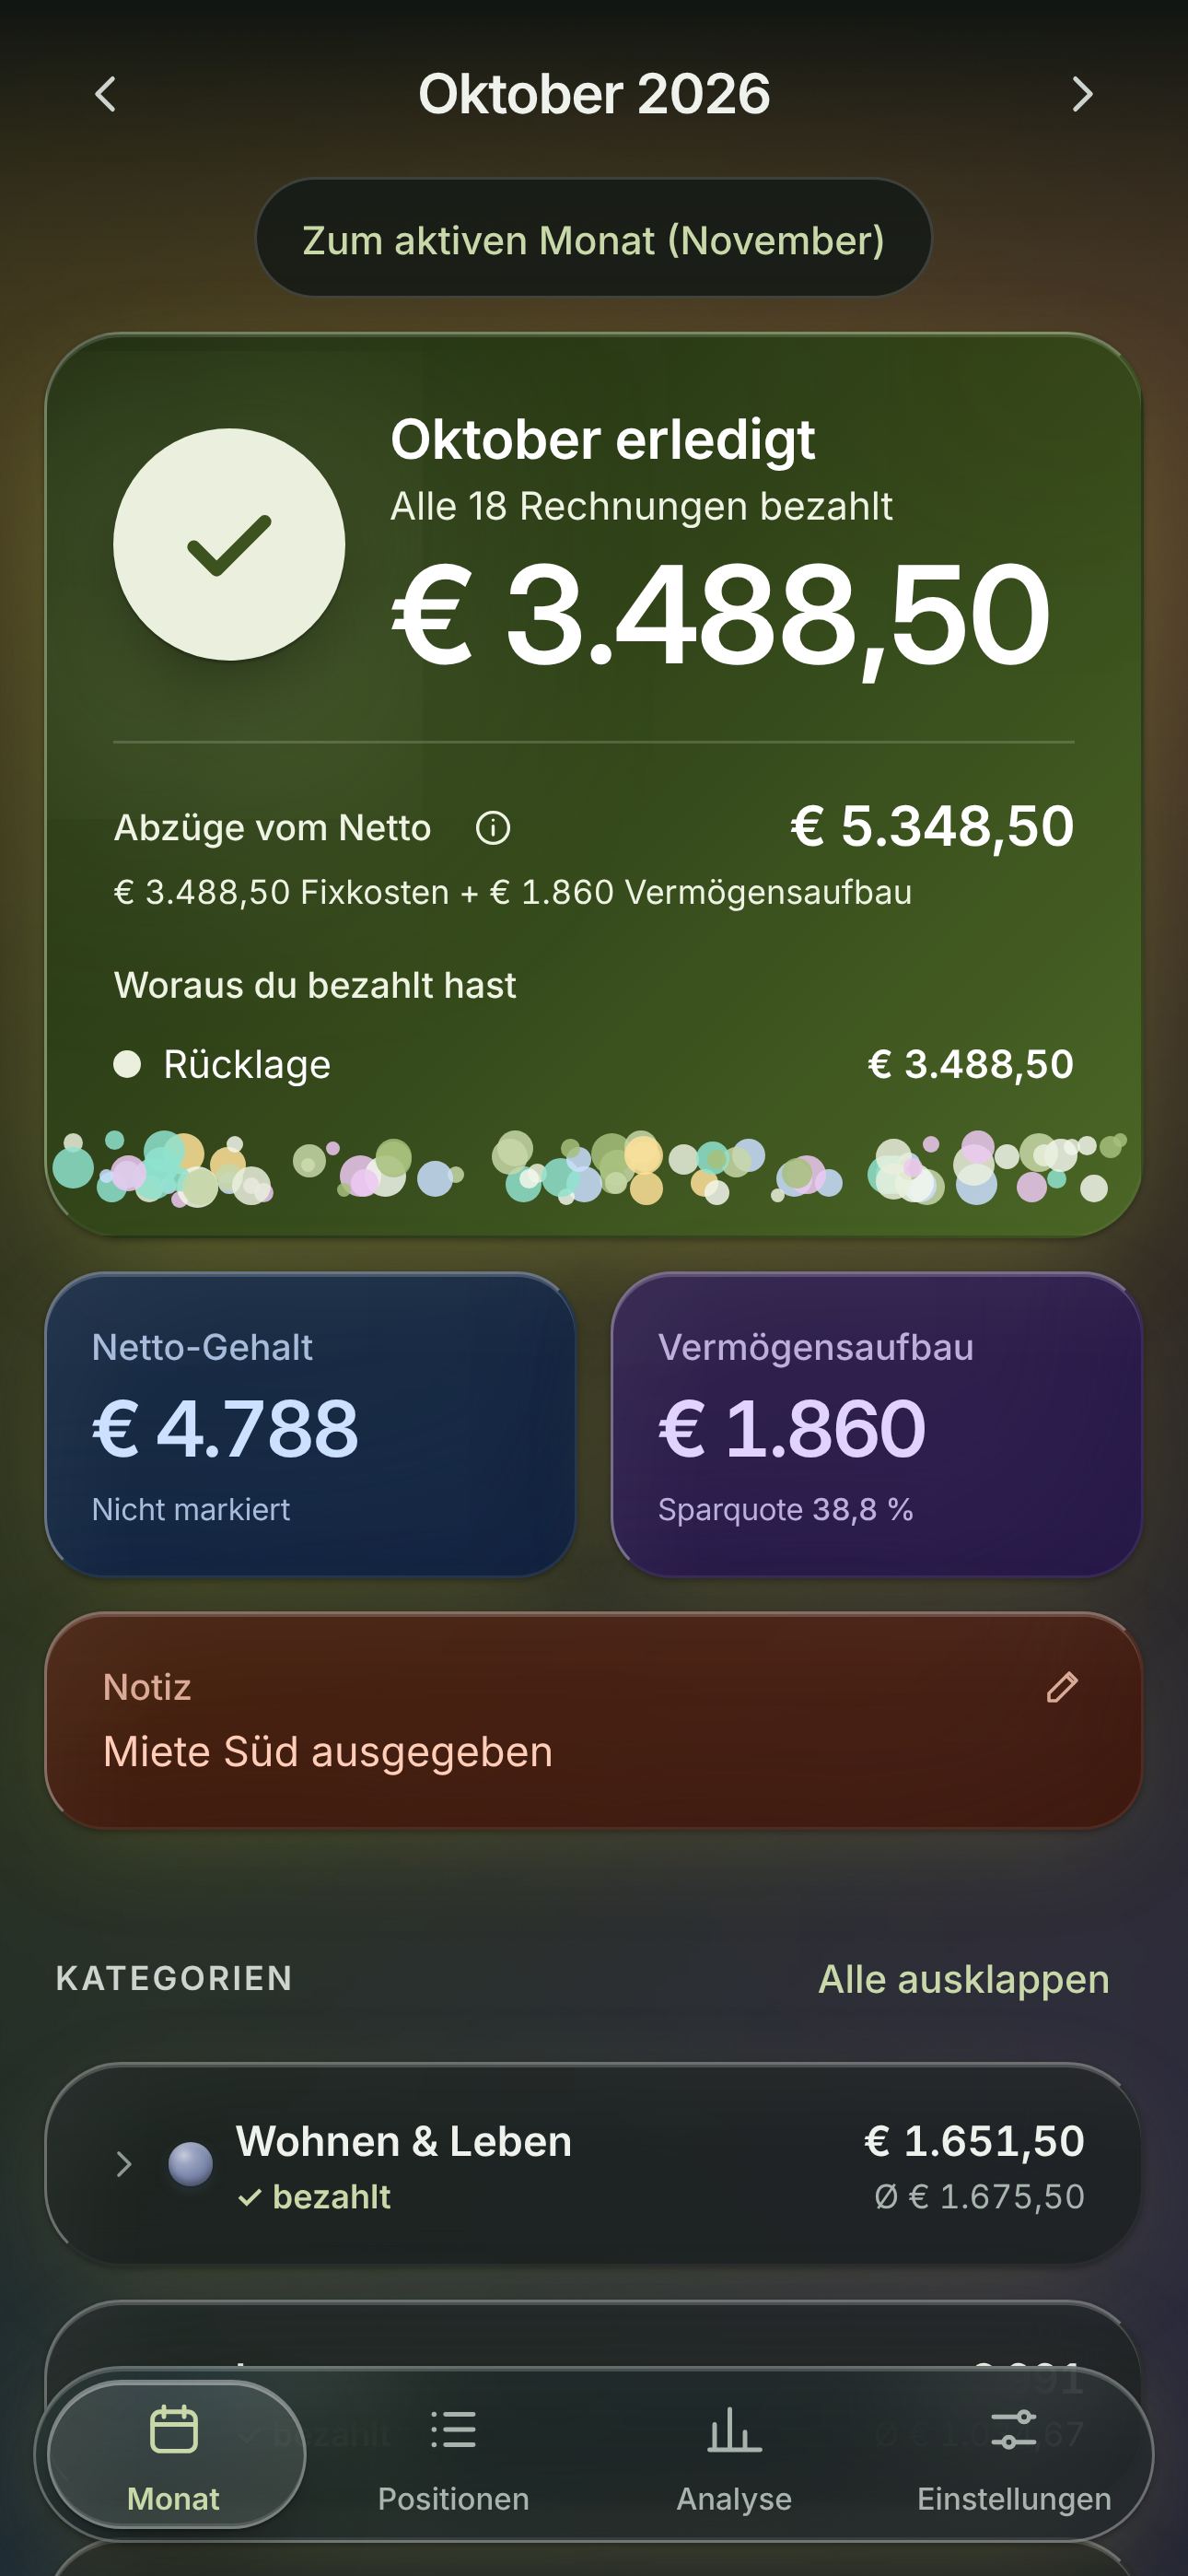 Oktober 2026
Zum aktiven Monat (November)
Oktober erledigt
Alle 18 Rechnungen bezahlt
€ 3.488,50
Abzüge vom Netto
€ 5.348,50
€ 3.488,50 Fixkosten + € 1.860 Vermögensaufbau
Woraus du bezahlt hast
Rücklage
€ 3.488,50
Netto-Gehalt
€ 4.788
Nicht markiert
Vermögensaufbau
€ 1.860
Sparquote 38,8 %
Notiz
Miete Süd ausgegeben
KATEGORIEN
Alle ausklappen
Wohnen & Leben
€ 1.651,50
✓ bezahlt
Ø € 1.675,50
✓ bezahlt
Monat
Positionen
Analyse
Einstellungen